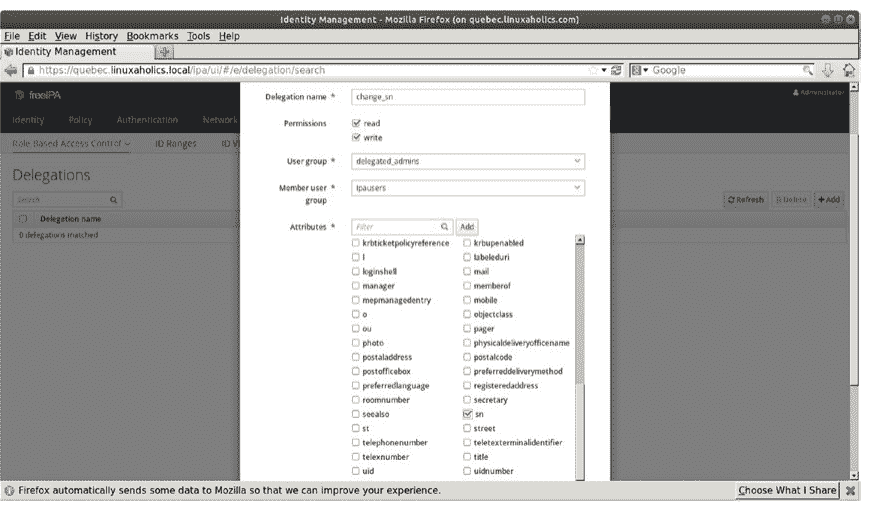 Identity Management - Mozilla Firefox (on quebec.linuxaholics.com)
File Edit View History Bookmarks Tools Help
Identity Management
https://quebec.linuxaholics.local/ipa/ui/#/e/delegation/search
Google
freeIPA
Administrator
Identity Policy Authentication Network
Role Based Access Control ID Ranges ID V
Delegations
Search
Refresh Delete +Add
Delegation name
0 delegations matched
Delegation name * change_sn
Permissions read
write
User group * delegated_admins
Member user * ipausers
group
Attributes * Filter Add
krbticketpolicyreference krbupenabled
l labeleduri
loginshell mail
manager memberof
mepmanagedentry mobile
o objectclass
ou pager
photo physicaldeliveryofficename
postaladdress postalcode
postofficebox preferreddeliverymethod
preferredlanguage registeredaddress
roomnumber secretary
seealso sn
st street
telephonenumber teletexterminalidentifier
telexnumber title
uid uidnumber
Firefox automatically sends some data to Mozilla so that we can improve your experience.
Choose What I Share